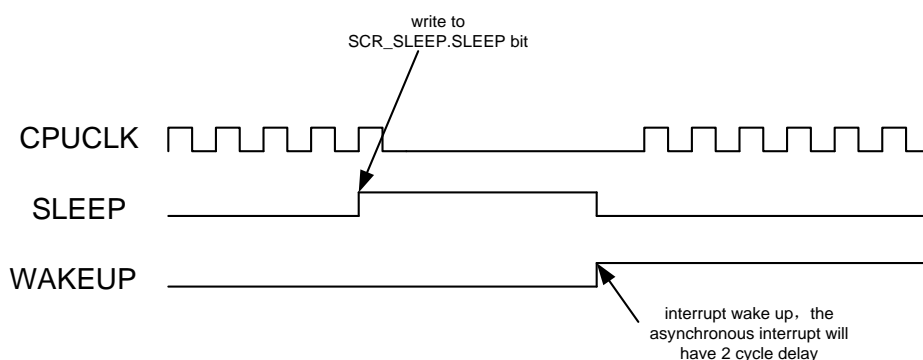 write to
SCR_SLEEP.SLEEP bit
CPUCLK
SLEEP
WAKEUP
interrupt wake up，the
asynchronous interrupt will
have 2 cycle delay